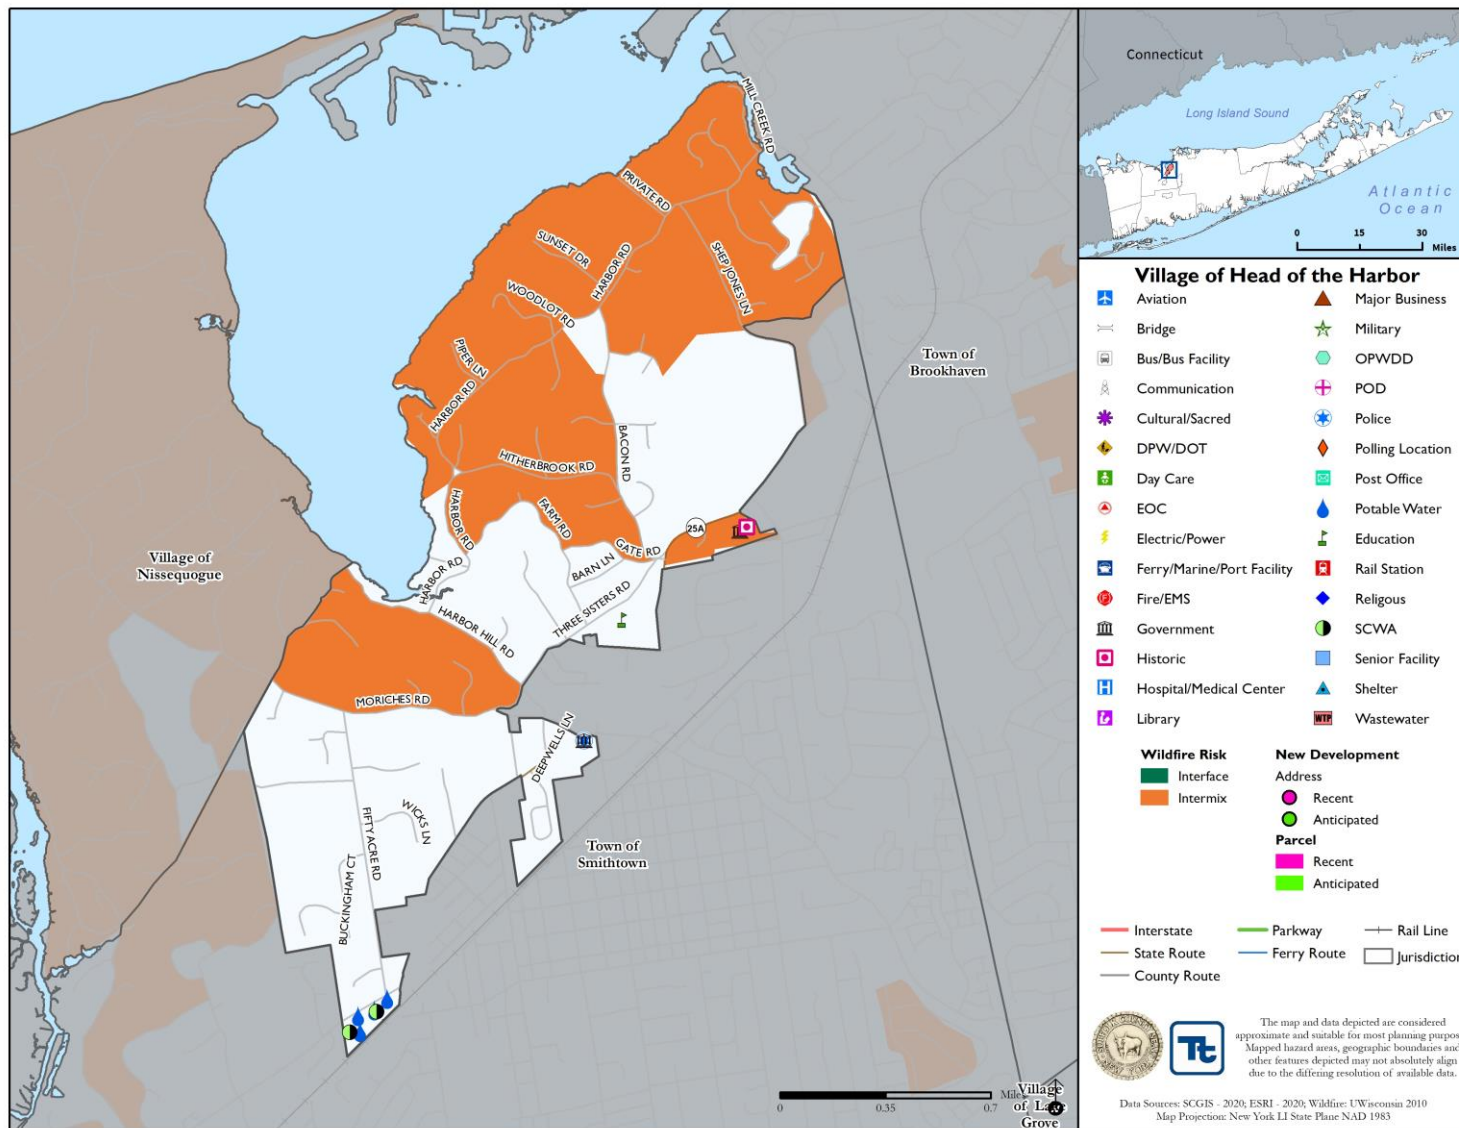 MILL CREEK RD
PRIVATE RD
SUNSET DR
HARBOR RD
SHEP JONES LN
WOODLOT RD
PIPER LN
HARBOR RD
BACON RD
HITHERBROOK RD
HARBOR RD
FARM RD
25A
GATE RD
BARN LN
HARBOR RD
THREE SISTERS RD
HARBOR HILL RD
MORICHES RD
DEEPWELLS LN
WICKS LN
FIFTY ACRE RD
BUCKINGHAM CT
Town of
Brookhaven
Village of
Nissequogue
Town of
Smithtown
Miles
0 0.35 0.7
Village
of Lake
Grove
Connecticut
Long Island Sound
Atlantic
Ocean
0 15 30
Miles
Village of Head of the Harbor
Aviation
Bridge
Bus/Bus Facility
Communication
Cultural/Sacred
DPW/DOT
Day Care
EOC
Electric/Power
Ferry/Marine/Port Facility
Fire/EMS
Government
Historic
Hospital/Medical Center
Library
Major Business
Military
OPWDD
POD
Police
Polling Location
Post Office
Potable Water
Education
Rail Station
Religous
SCWA
Senior Facility
Shelter
WTP Wastewater
Wildfire Risk
Interface
Intermix
New Development
Address
Recent
Anticipated
Parcel
Recent
Anticipated
Interstate
State Route
County Route
Parkway
Ferry Route
Rail Line
Jurisdiction
Tt
The map and data depicted are considered
approximate and suitable for most planning purpos
Mapped hazard areas, geographic boundaries and
other features depicted may not absolutely align
due to the differing resolution of available data.
Data Sources: SCGIS - 2020; ESRI - 2020; Wildfire: UWisconsin 2010
Map Projection: New York LI State Plane NAD 1983